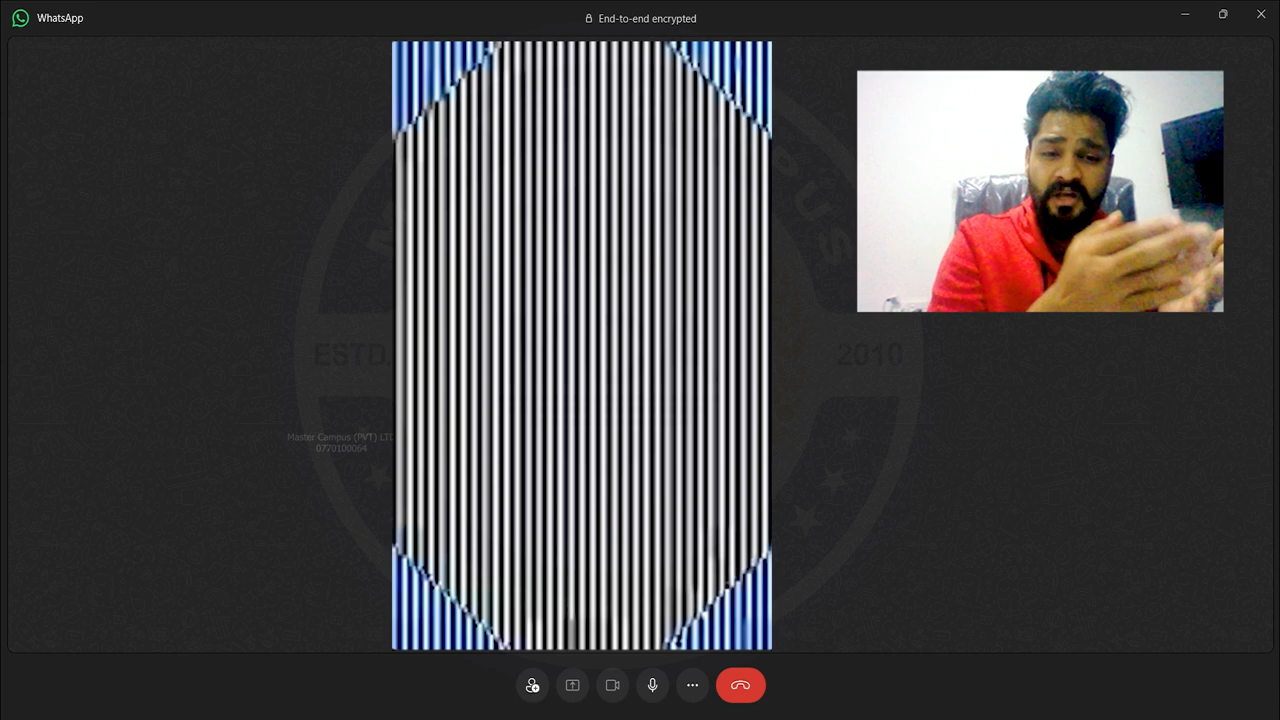 WhatsApp
End-to-end encrypted
ESTD.
2010
Master Campus (PVT) LTD
0770100064